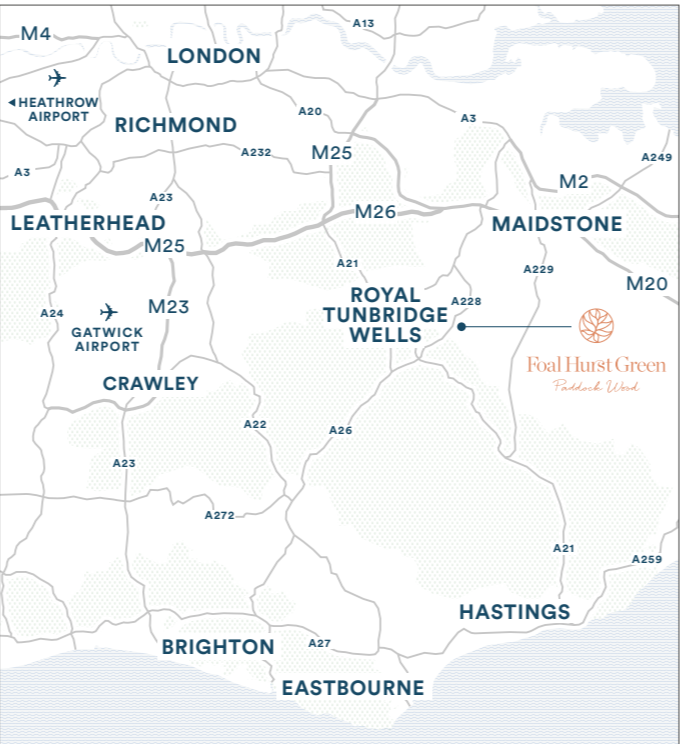 A13
M4
LONDON
HEATHROW
AIRPORT
A20
A3
RICHMOND
A232
M25
A249
A3
M2
A23
M26
LEATHERHEAD
MAIDSTONE
M25
A21
A229
M20
ROYAL
TUNBRIDGE
WELLS
A228
M23
A24
GATWICK
AIRPORT
Foal Hurst Green
Paddock Wood
CRAWLEY
A22
A26
A23
A272
A21
A259
HASTINGS
BRIGHTON
A27
EASTBOURNE